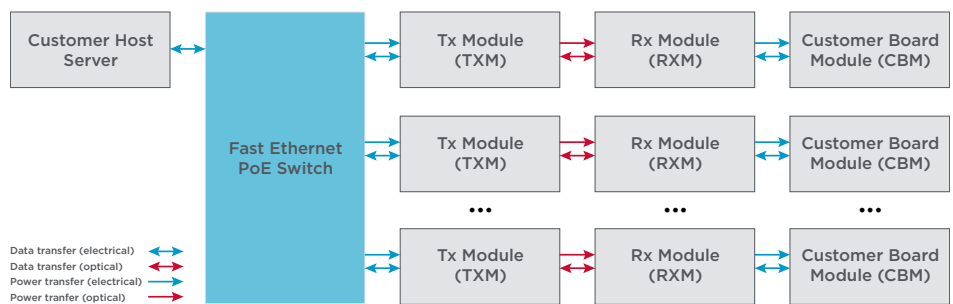 Customer Host
Server
Fast Ethernet
PoE Switch
Tx Module
(TXM)
Rx Module
(RXM)
Customer Board
Module (CBM)
Tx Module
(TXM)
Rx Module
(RXM)
Customer Board
Module (CBM)
•••
•••
•••
Tx Module
(TXM)
Rx Module
(RXM)
Customer Board
Module (CBM)
Data transfer (electrical)
Data transfer (optical)
Power transfer (electrical)
Power tranfer (optical)